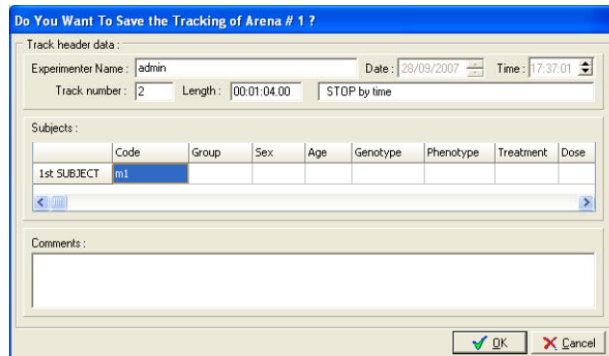 Do You Want To Save the Tracking of Arena # 1 ?
Track header data :
Experimenter Name : admin Date : 28/09/2007 Time : 17:37:01
Track number : 2 Length : 00:01:04.00 STOP by time
Subjects :
Code Group Sex Age Genotype Phenotype Treatment Dose
1st SUBJECT m1
Comments :
OK Cancel